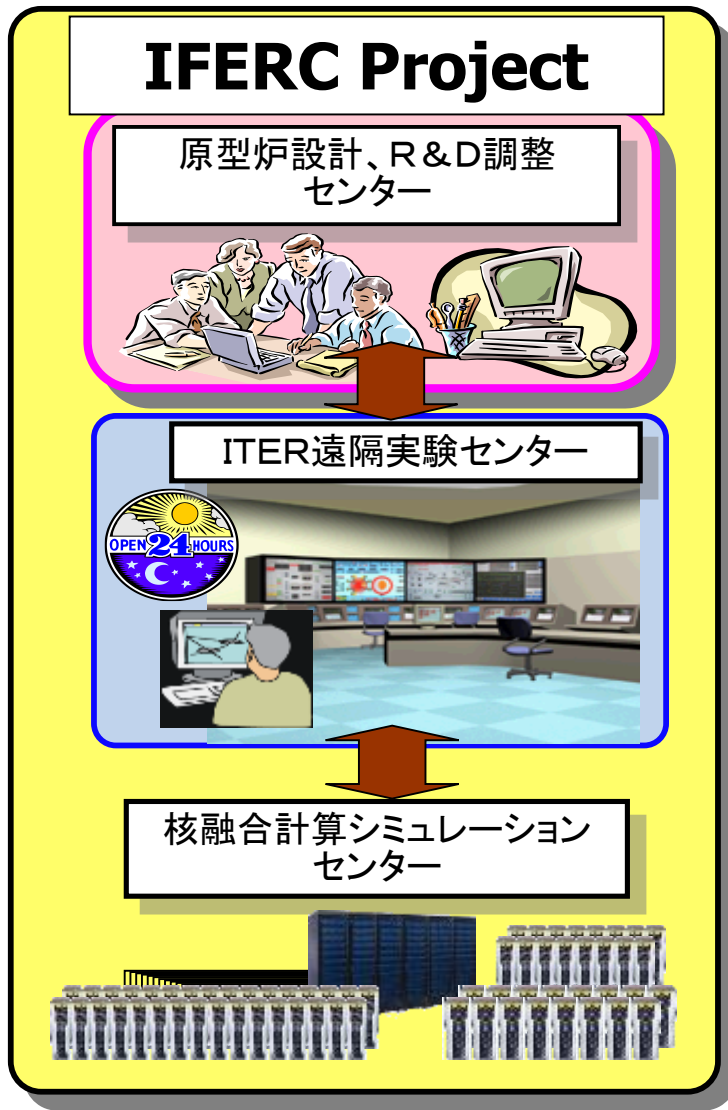 IFERC Project
原型炉設計、R&D調整
センター
ITER遠隔実験センター
OPEN 24 HOURS
核融合計算シミュレーション
センター